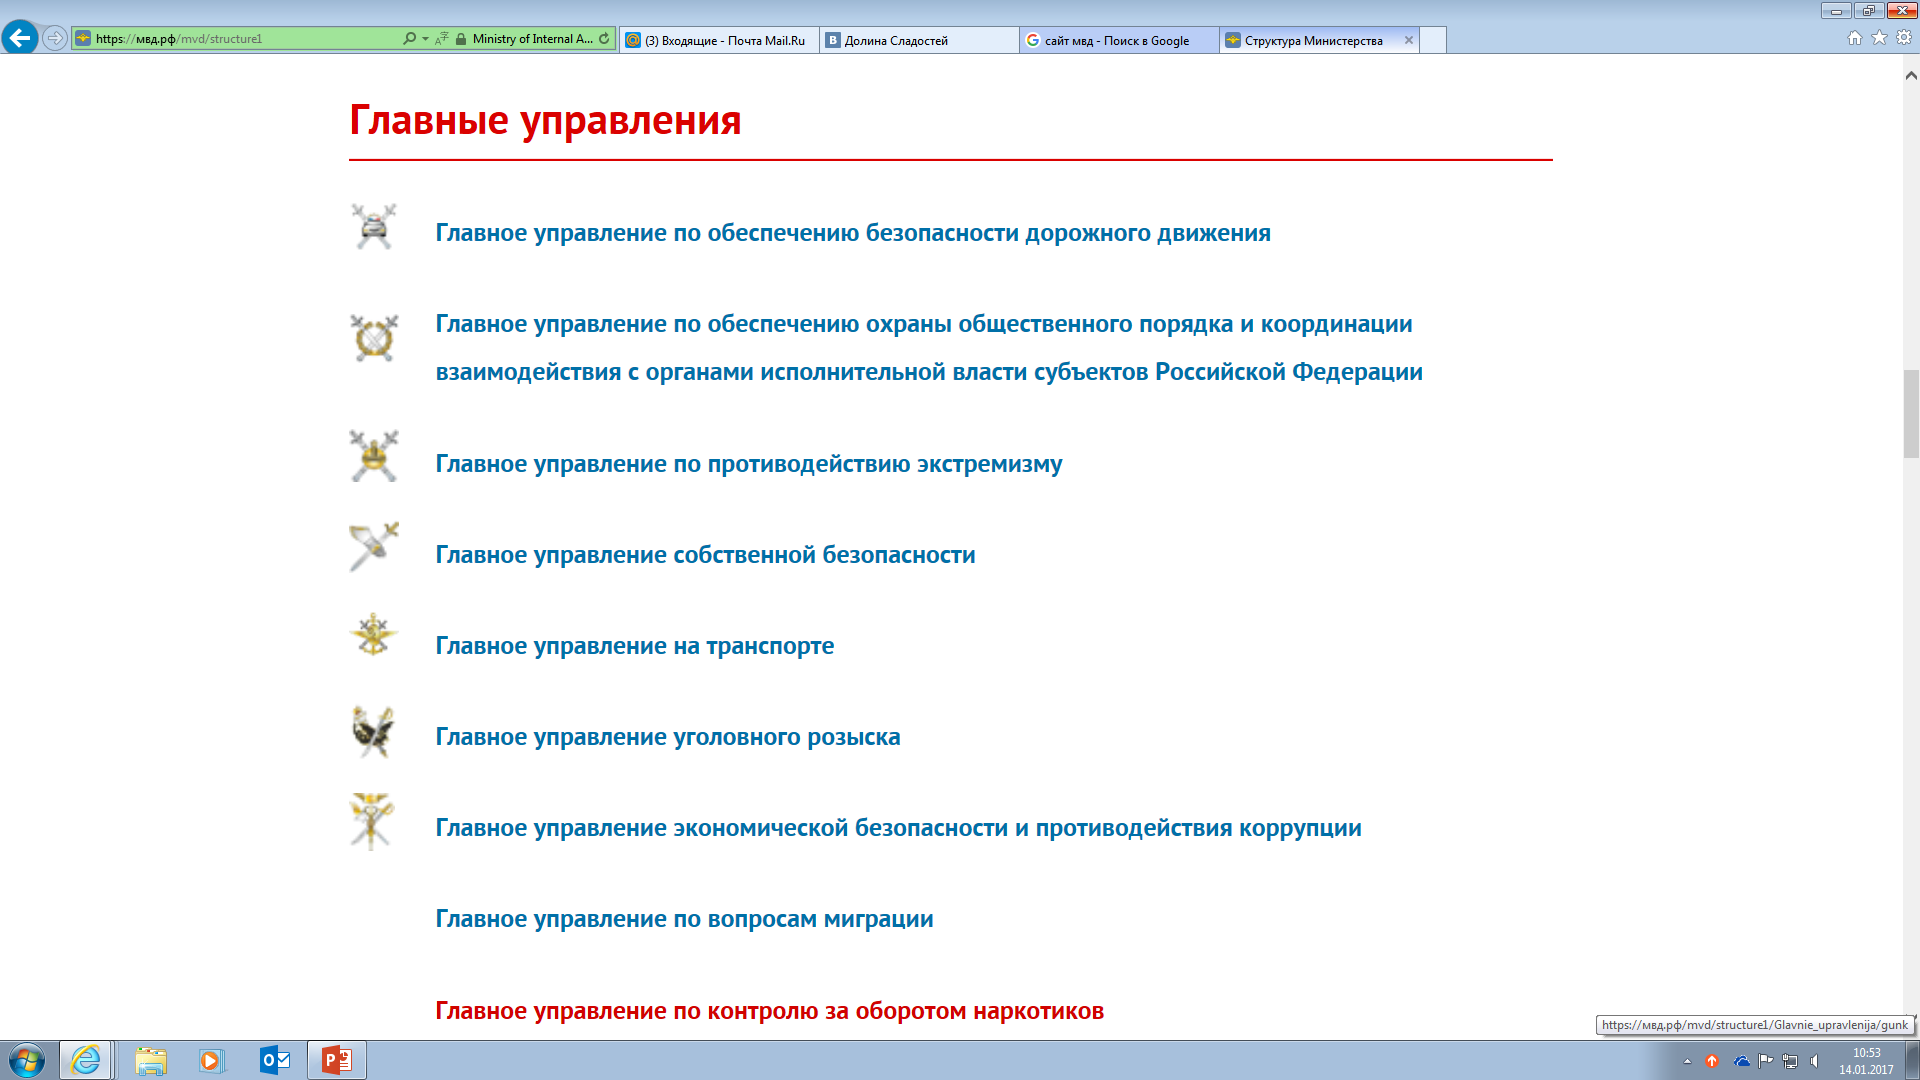 https://мвд.рф/mvd/structure1
Ministry of Internal A...
(3) Входящие - Почта Mail.Ru
Долина Сладостей
сайт мвд - Поиск в Google
Структура Министерства
Главные управления
Главное управление по обеспечению безопасности дорожного движения
Главное управление по обеспечению охраны общественного порядка и координации
взаимодействия с органами исполнительной власти субъектов Российской Федерации
Главное управление по противодействию экстремизму
Главное управление собственной безопасности
Главное управление на транспорте
Главное управление уголовного розыска
Главное управление экономической безопасности и противодействия коррупции
Главное управление по вопросам миграции
Главное управление по контролю за оборотом наркотиков
https://мвд.рф/mvd/structure1/Glavnie_upravlenija/gunk
10:53
14.01.2017